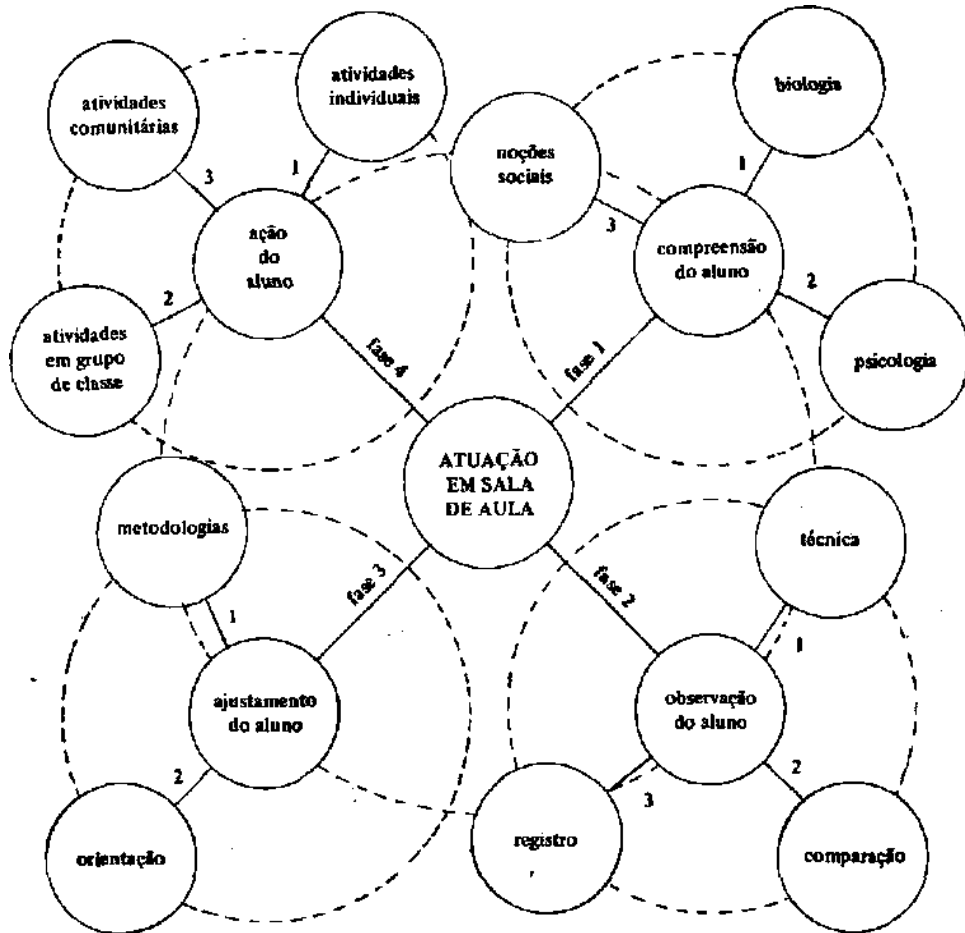 atividades
comunitárias
atividades
individuais
3
1
ação
do
aluno
2
atividades
em grupo
de classe
fase 4
noções
sociais
3
biologia
1
compreensão
do aluno
2
psicologia
fase 1
ATUAÇÃO
EM SALA
DE AULA
metodologias
1
fase 3
ajustamento
do aluno
2
orientação
fase 2
técnica
1
observação
do aluno
2
comparação
3
registro